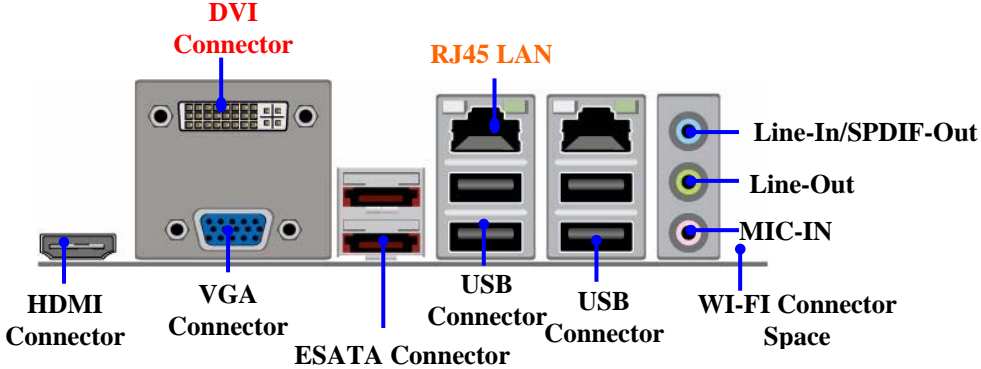 DVI
Connector
RJ45 LAN
Line-In/SPDIF-Out
Line-Out
MIC-IN
HDMI
Connector
VGA
Connector
ESATA Connector
USB
Connector
USB
Connector
WI-FI Connector
Space